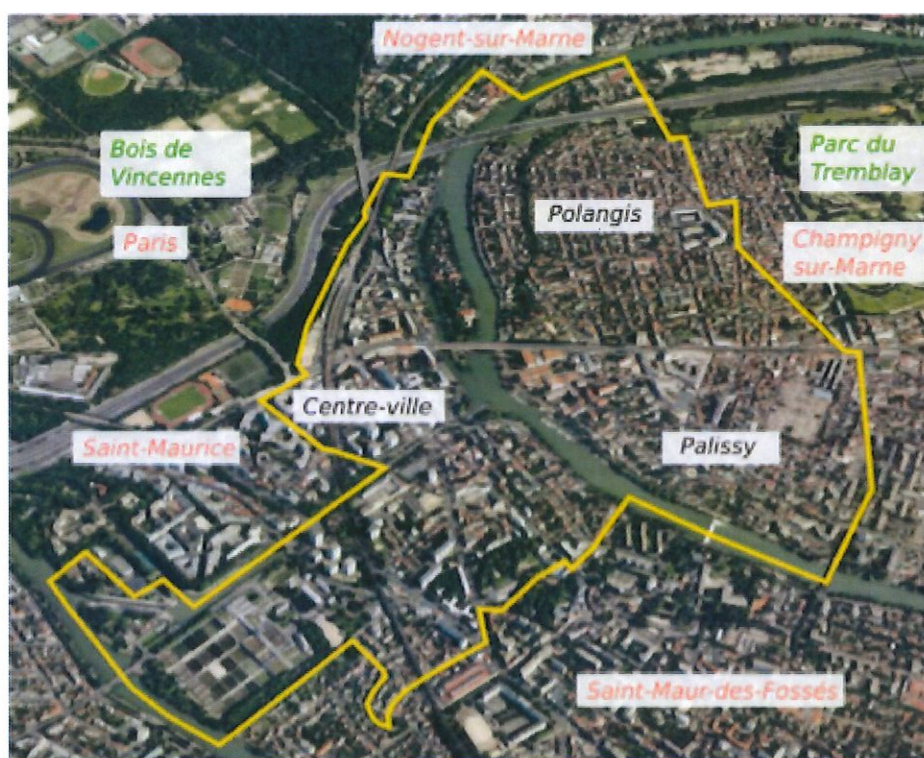 Nogent-sur-Marne
Bois de
Vincennes
Parc du
Tremblay
Polangis
Paris
Champigny
sur-Marne
Centre-ville
Saint-Maurice
Palissy
Saint-Maur-des-Fossés